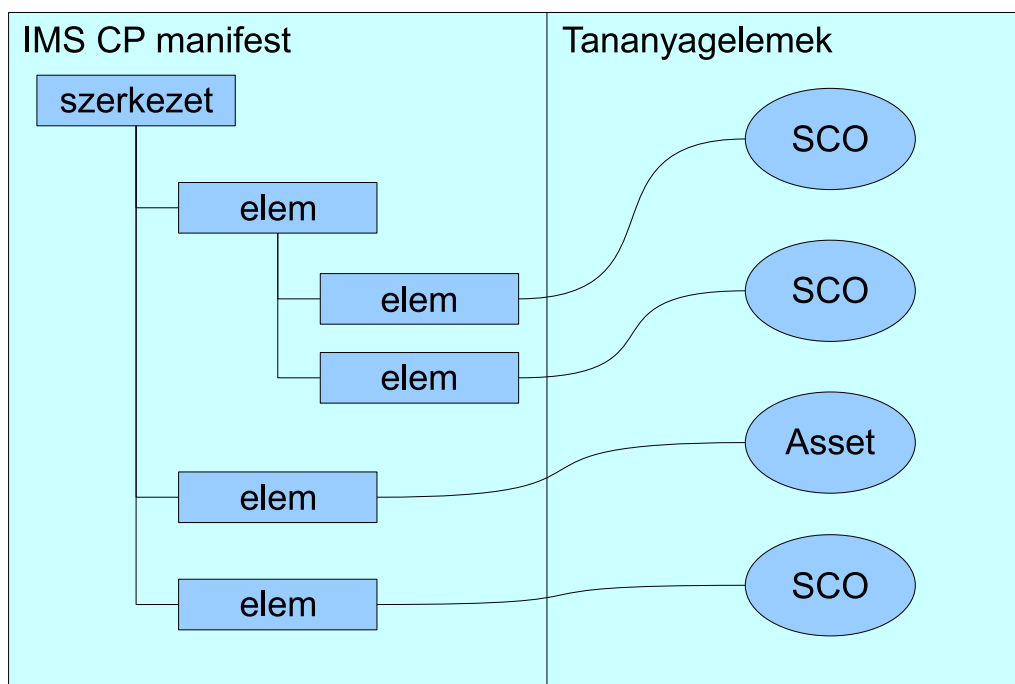 IMS CP manifest
szerkezet
elem
elem
elem
elem
elem
Tananyagelemek
SCO
SCO
Asset
SCO